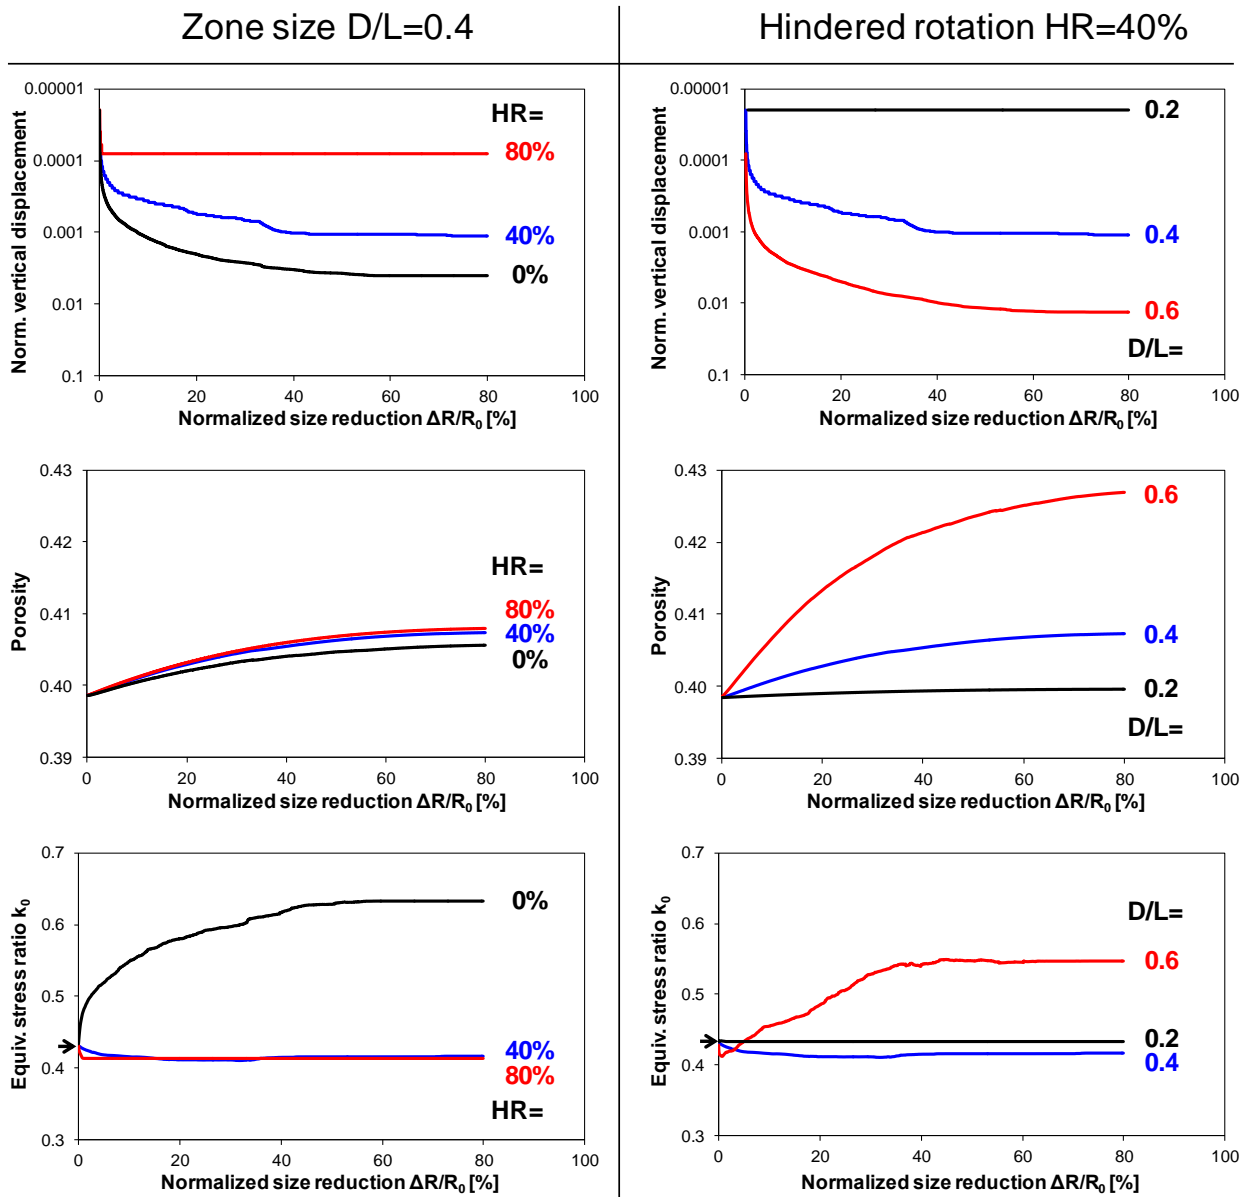 Zone size D/L=0.4
Hindered rotation HR=40%
Norm. vertical displacement
0.00001
0.0001
0.001
0.01
0.1
HR=
80%
40%
0%
0 20 40 60 80 100
Normalized size reduction ΔR/R₀ [%]
Norm. vertical displacement
0.00001
0.0001
0.001
0.01
0.1
0.2
0.4
0.6
D/L=
0 20 40 60 80 100
Normalized size reduction ΔR/R₀ [%]
Porosity
0.43
0.42
0.41
0.40
0.39
HR=
80%
40%
0%
0 20 40 60 80 100
Normalized size reduction ΔR/R₀ [%]
Porosity
0.43
0.42
0.41
0.40
0.39
0.6
0.4
0.2
D/L=
0 20 40 60 80 100
Normalized size reduction ΔR/R₀ [%]
Equiv. stress ratio k₀
0.7
0.6
0.5
0.4
0.3
0%
40%
80%
HR=
0 20 40 60 80 100
Normalized size reduction ΔR/R₀ [%]
Equiv. stress ratio k₀
0.7
0.6
0.5
0.4
0.3
D/L=
0.6
0.2
0.4
0 20 40 60 80 100
Normalized size reduction ΔR/R₀ [%]